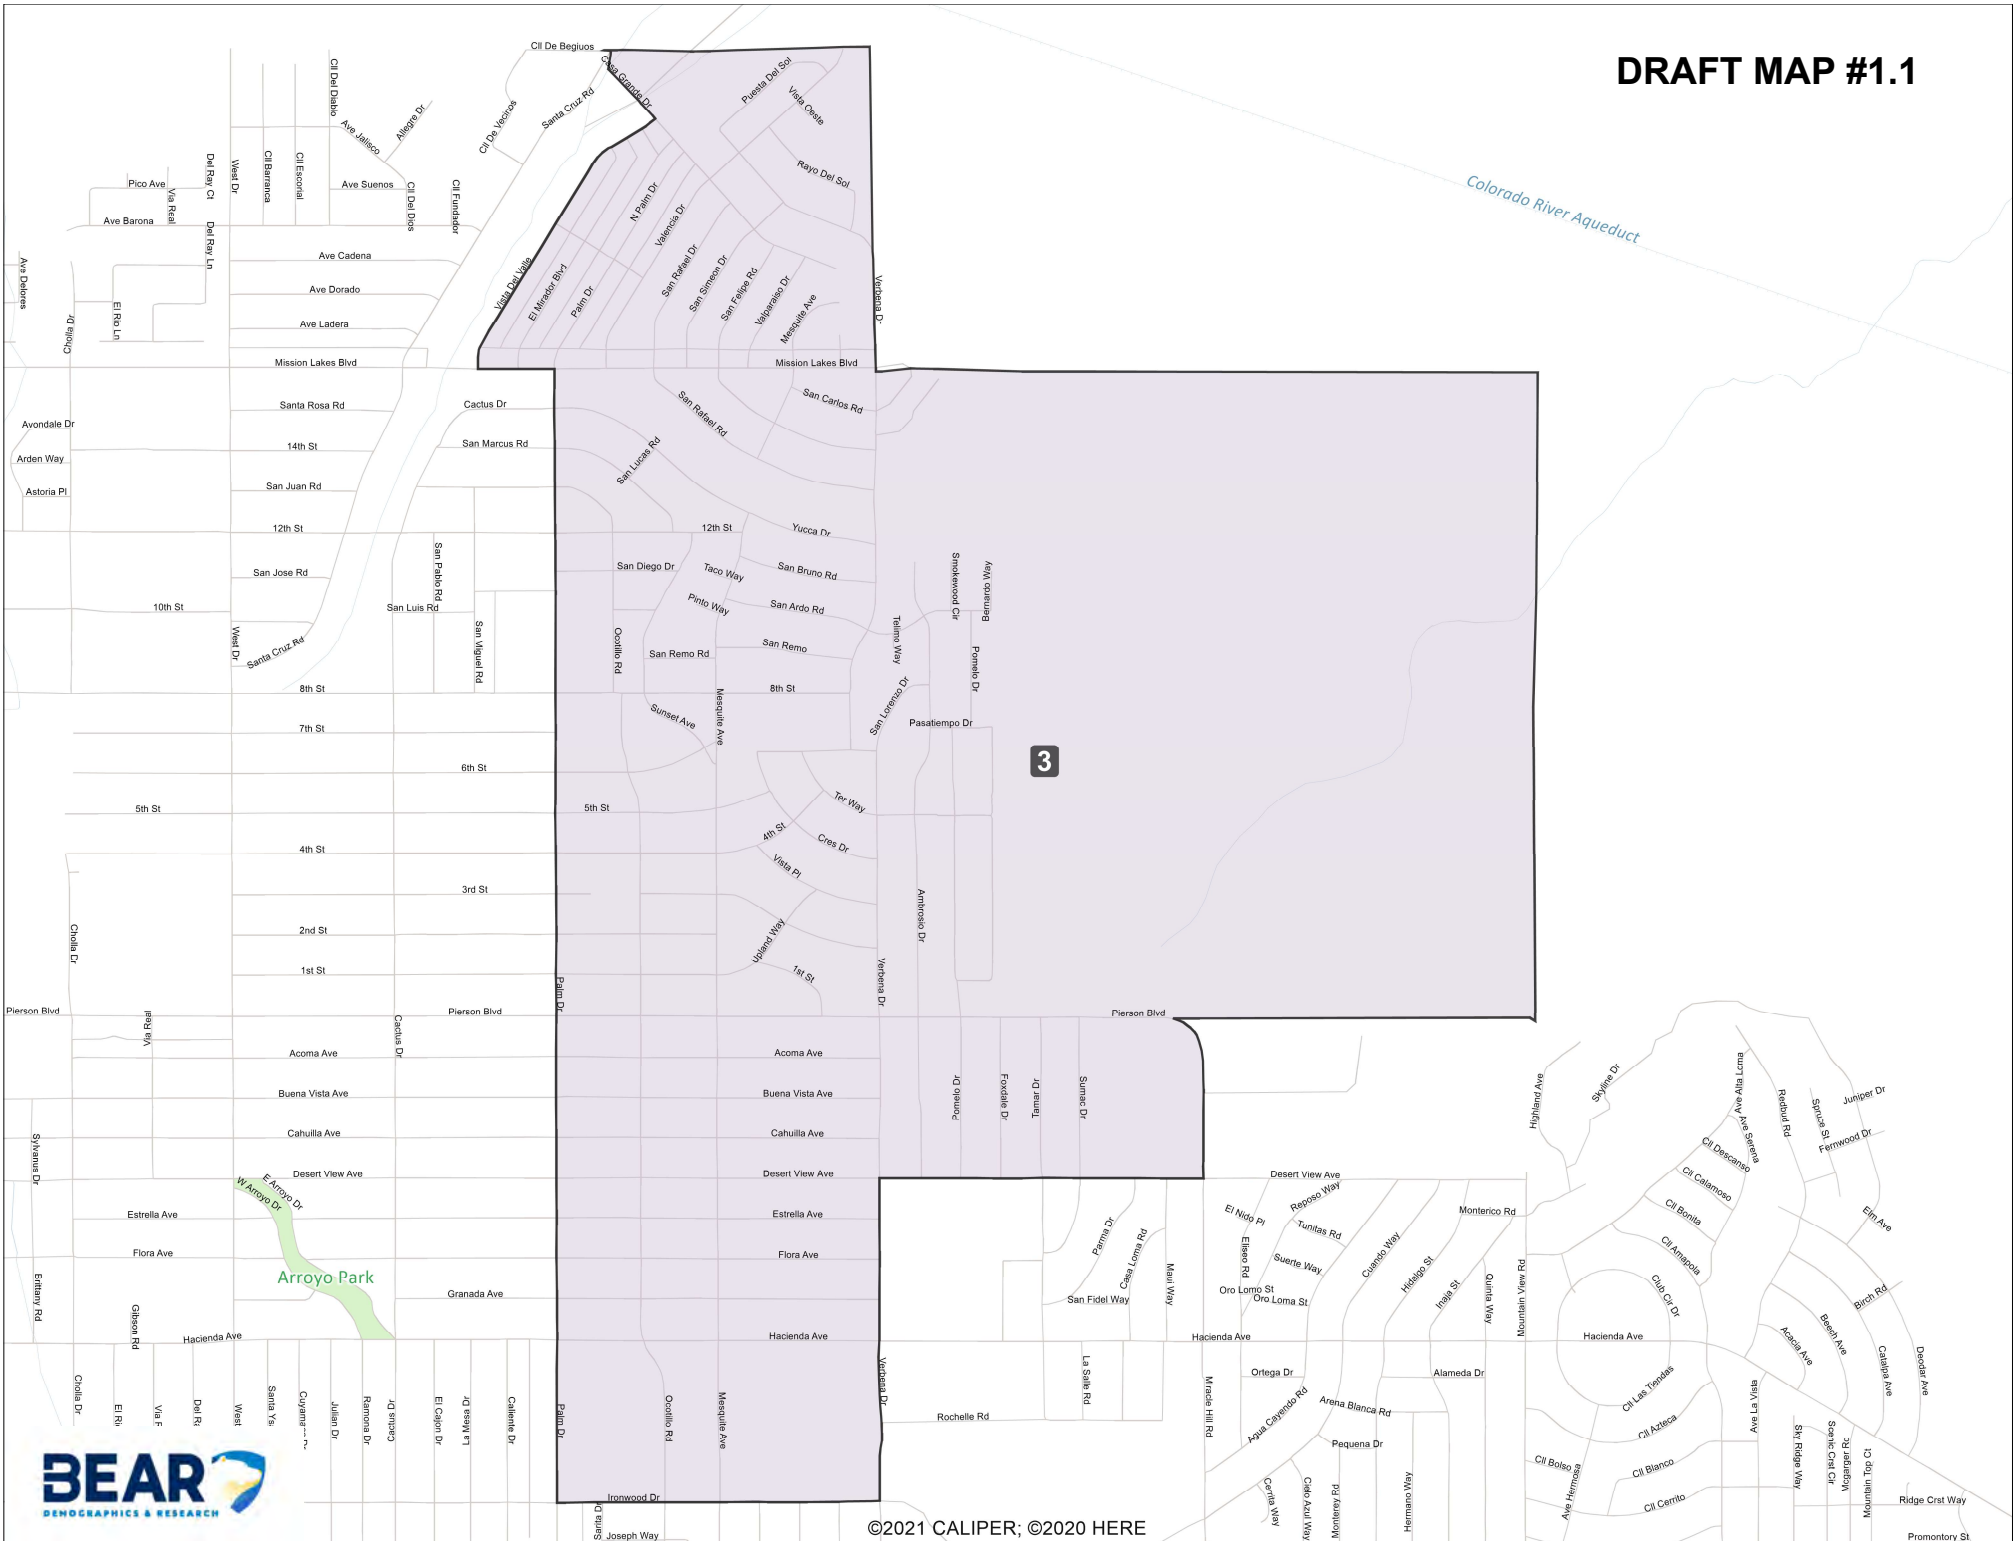 DRAFT MAP #1.1
Cll De Begiuos
Casa Grande Dr
Cll Del Diablo
Ave Jalisco
Allegre Dr
Cll De Vecinos
Santa Cruz Rd
Puesta Del Sol
Vista Oeste
Rayo Del Sol
Colorado River Aqueduct
Pico Ave
Via Real
Del Ray Ct
West Dr
Cll Barranca
Cll Escorial
Ave Suenos
Cll Del Dios
Cll Fundador
Ave Barona
Del Ray Ln
Ave Cadena
Ave Delores
Ave Dorado
El Rio Ln
Cholla Dr
Ave Ladera
Mission Lakes Blvd
Vista Del Valle
El Mirador Blvd
Palm Dr
N Palm Dr
Valencia Dr
San Rafael Dr
San Simeon Dr
San Felipe Rd
Valparaiso Dr
Mesquite Ave
Verbena Dr
Mission Lakes Blvd
Santa Rosa Rd
Cactus Dr
San Rafael Rd
San Carlos Rd
Avondale Dr
14th St
San Marcus Rd
San Lucas Rd
Arden Way
Astoria Pl
San Juan Rd
12th St
12th St
Yucca Dr
San Jose Rd
San Pablo Rd
San Diego Dr
Taco Way
San Bruno Rd
Smokewood Cir
Bernardo Way
10th St
San Luis Rd
Pinto Way
San Ardo Rd
West Dr
Santa Cruz Rd
San Miguel Rd
Ocotillo Rd
San Remo Rd
San Remo
Telimo Way
Pomelo Dr
8th St
8th St
San Lorenzo Dr
Mesquite Ave
Sunset Ave
Pasatiempo Dr
7th St
6th St
3
5th St
5th St
Ter Way
4th St
4th St
Cres Dr
Vista Pl
3rd St
Ambrosio Dr
2nd St
Upland Way
Cholla Dr
1st St
1st St
Verbena Dr
Palm Dr
Pierson Blvd
Pierson Blvd
Pierson Blvd
Via Real
Cactus Dr
Acoma Ave
Acoma Ave
Buena Vista Ave
Buena Vista Ave
Pomelo Dr
Foxdale Dr
Tamar Dr
Sumac Dr
Highland Ave
Skyline Dr
Ave Alta Loma
Ave Serena
Redbud Rd
Spruce St
Juniper Dr
Fernwood Dr
Cahuilla Ave
Cahuilla Ave
Sylvanus Dr
Desert View Ave
Desert View Ave
Desert View Ave
W Arroyo Dr
E Arroyo Dr
Cll Descanso
Cll Calamoso
Cll Bonita
Cll Amapola
Elm Ave
Estrella Ave
Estrella Ave
El Nido Pl
Reposo Way
Tunitas Rd
Monterico Rd
Flora Ave
Flora Ave
Parma Dr
Casa Loma Rd
Maui Way
Eliseo Rd
Suerte Way
Cuando Way
Hidalgo St
Inaja St
Quinta Way
Mountain View Rd
Club Cir Dr
Birch Rd
Arroyo Park
Brittany Rd
Granada Ave
San Fidel Way
Oro Lomo St
Oro Loma St
Gibson Rd
Hacienda Ave
Hacienda Ave
Hacienda Ave
Hacienda Ave
Acacia Ave
Beech Ave
Catalpa Ave
Deodar Ave
Cholla Dr
El Ri
Via F
Del R
West
Santa Ys
Cuyama
Julian Dr
Ramona Dr
Cactus Dr
El Cajon Dr
La Mesa Dr
Caliente Dr
Palm Dr
Ocotillo Rd
Mesquite Ave
Verbena Dr
Rochelle Rd
La Salle Rd
Miracle Hill Rd
Ortega Dr
Agua Cayendo Rd
Arena Blanca Rd
Alameda Dr
Pequena Dr
Cll Las Tiendas
Cll Azteca
Ave La Vista
Cll Bolso
Cll Blanco
Cll Cerrito
Ave Hermosa
Sky Ridge Way
Scenic Crst Cir
Mcgarger Rd
Mountain Top Ct
Ridge Crst Way
Promontory St
Cerrita Way
Cielo Azul Way
Monterey Rd
Hermano Way
Ironwood Dr
Joseph Way
BEAR
DEMOGRAPHICS & RESEARCH
©2021 CALIPER; ©2020 HERE